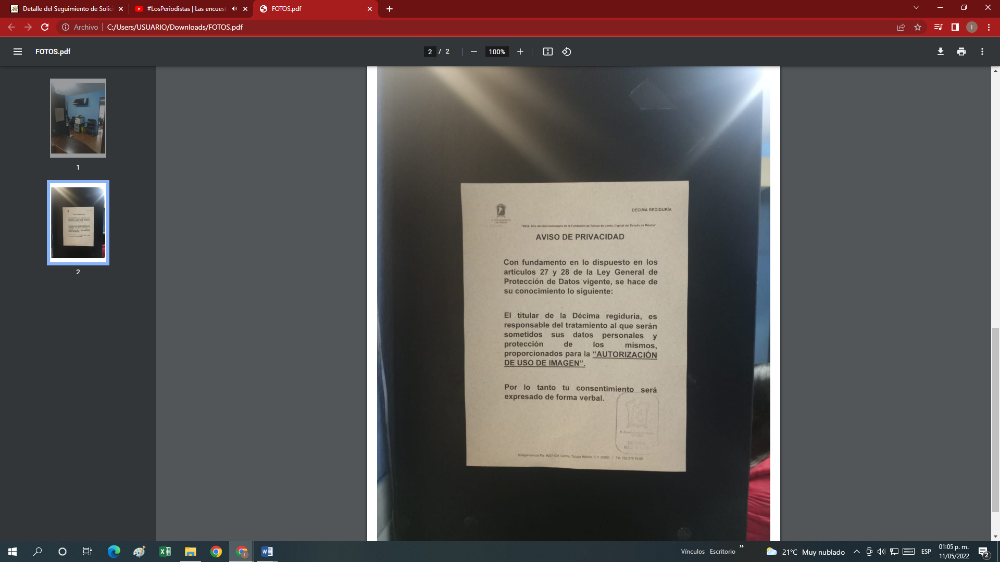 Detalle del Seguimiento de Solici
#LosPeriodistas | Las encuest
FOTOS.pdf
Archivo
C:/Users/USUARIO/Downloads/FOTOS.pdf
FOTOS.pdf
2 / 2
100%
1
2
DÉCIMA REGIDURÍA
"2022. Año del Quincentenario de la Fundación de Toluca de Lerdo, Capital del Estado de México"
AVISO DE PRIVACIDAD
Con fundamento en lo dispuesto en los
artículos 27 y 28 de la Ley General de
Protección de Datos vigente, se hace de
su conocimiento lo siguiente:
El titular de la Décima regiduría, es
responsable del tratamiento al que serán
sometidos sus datos personales y
protección de los mismos,
proporcionados para la “AUTORIZACIÓN
DE USO DE IMAGEN”.
Por lo tanto tu consentimiento será
expresado de forma verbal.
Independencia Pte. #207 Col. Centro, Toluca México. C.P. 50000 / Tel. 722 276 19 00
Vínculos
Escritorio
21°C Muy nublado
ESP
01:05 p. m.
11/05/2022
2